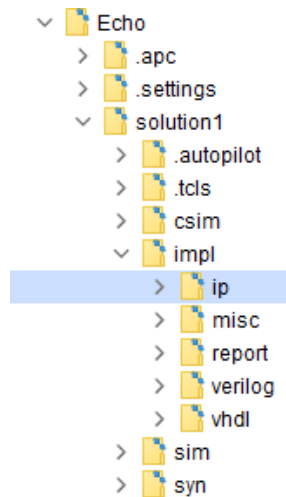 Echo
.apc
.settings
solution1
.autopilot
.tcls
csim
impl
ip
misc
report
verilog
vhdl
sim
syn